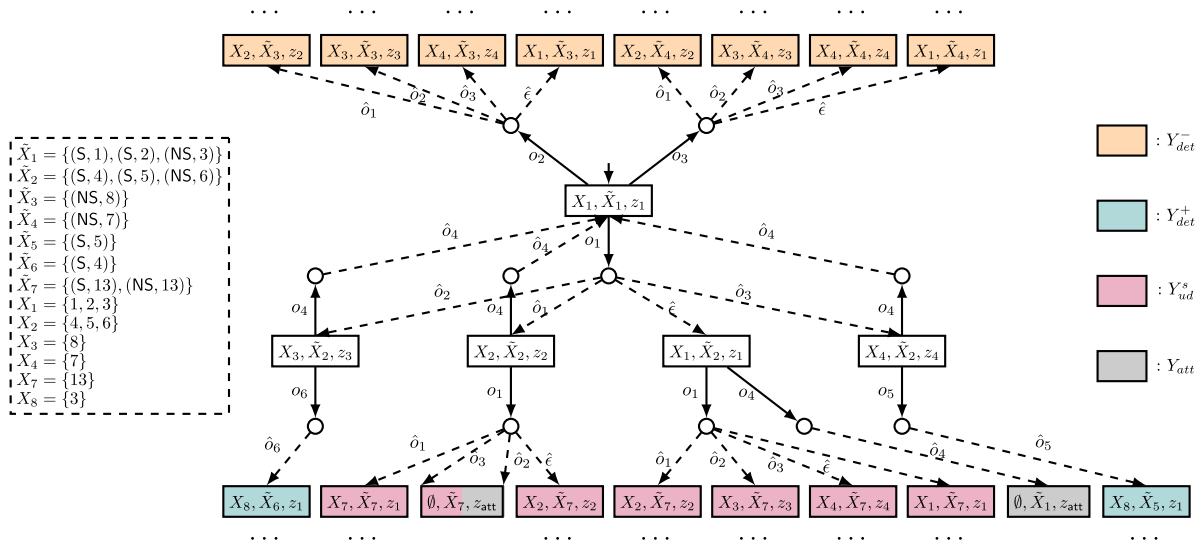 ... ... ... ... ... ... ... ...
X₂, X̃₃, z₂ X₃, X̃₃, z₃ X₄, X̃₃, z₄ X₁, X̃₃, z₁ X₂, X̃₄, z₂ X₃, X̃₄, z₃ X₄, X̃₄, z₄ X₁, X̃₄, z₁
ô₁ ô₂ ô₃ ϵ̂ ô₁ ô₂ ô₃ ϵ̂
o₂ o₃
X₁, X̃₁, z₁
ô₄ ô₄ o₁ ô₄
o₄ ô₂ o₄ ô₁ ϵ̂ ô₃ o₄
X₃, X̃₂, z₃ X₂, X̃₂, z₂ X₁, X̃₂, z₁ X₄, X̃₂, z₄
o₆ o₁ o₁ o₄ o₅
ô₆ ô₁ ô₃ ô₂ ϵ̂ ô₁ ô₂ ô₃ ϵ̂ ô₄ ô₅
X₈, X̃₆, z₁ X₇, X̃₇, z₁ ∅, X̃₇, z_att X₂, X̃₇, z₂ X₂, X̃₇, z₂ X₃, X̃₇, z₃ X₄, X̃₇, z₄ X₁, X̃₇, z₁ ∅, X̃₁, z_att X₈, X̃₅, z₁
... ... ... ... ... ... ... ...
X̃₁ = {(S, 1), (S, 2), (NS, 3)}
X̃₂ = {(S, 4), (S, 5), (NS, 6)}
X̃₃ = {(NS, 8)}
X̃₄ = {(NS, 7)}
X̃₅ = {(S, 5)}
X̃₆ = {(S, 4)}
X̃₇ = {(S, 13), (NS, 13)}
X₁ = {1, 2, 3}
X₂ = {4, 5, 6}
X₃ = {8}
X₄ = {7}
X₇ = {13}
X₈ = {3}
: Y⁻_det
: Y⁺_det
: Yˢ_ud
: Y_att